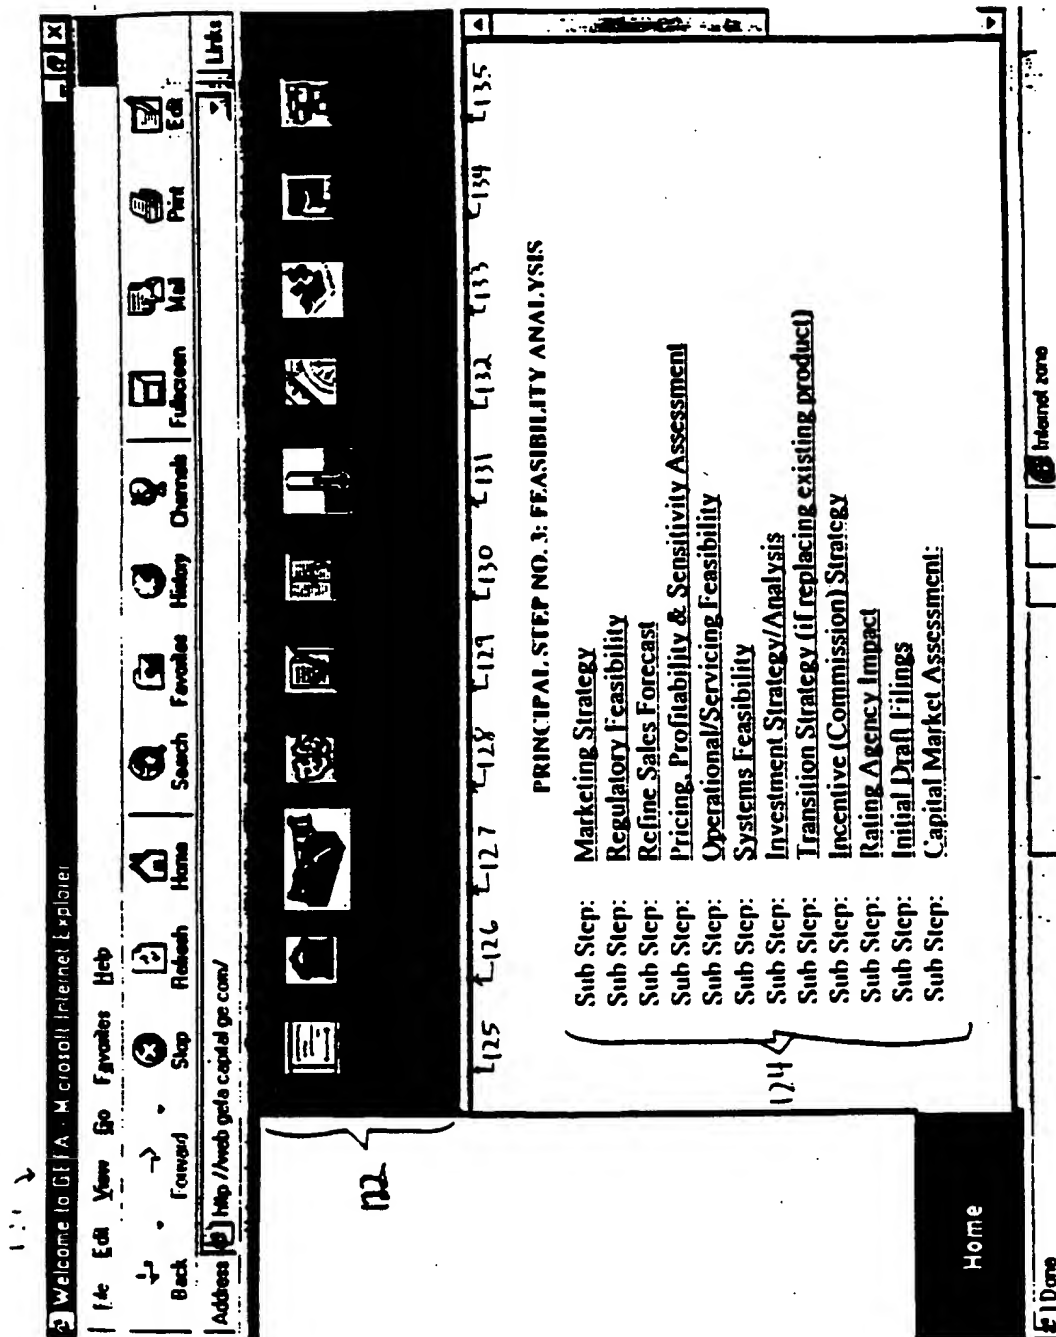 Welcome to GEFA - Microsoft Internet Explorer
File Edit View Go Favorites Help
Back Forward Stop Refresh Home Search Favorites History Channels Fullscreen Mail Print Edit
Address http://web.gefa.capital.ge.com/ Links
122
125 126 127 128 129 130 131 132 133 134 135
PRINCIPAL STEP NO. 3: FEASIBILITY ANALYSIS
Sub Step: Marketing Strategy
Sub Step: Regulatory Feasibility
Sub Step: Refine Sales Forecast
Sub Step: Pricing, Profitability & Sensitivity Assessment
Sub Step: Operational/Servicing Feasibility
Sub Step: Systems Feasibility
Sub Step: Investment Strategy/Analysis
Sub Step: Transition Strategy (if replacing existing product)
Sub Step: Incentive (Commission) Strategy
Sub Step: Rating Agency Impact
Sub Step: Initial Draft Filings
Sub Step: Capital Market Assessment:
124
Home
Done Internet zone